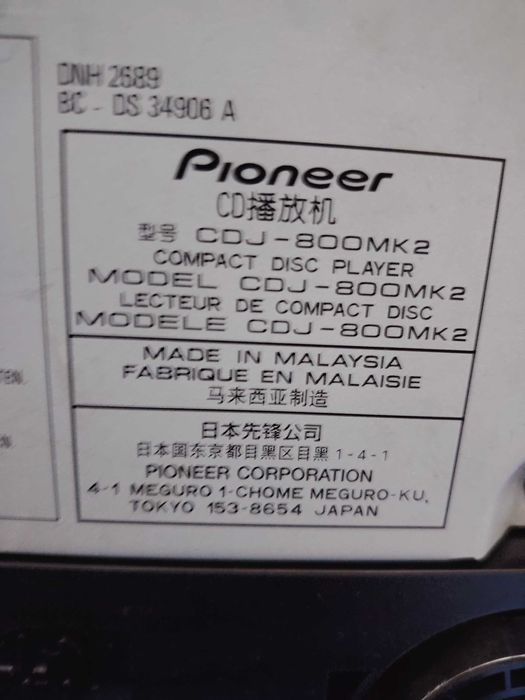 DNH 2689
BC - DS 34906 A
Pioneer
CD播放机
型号 CDJ-800MK2
COMPACT DISC PLAYER
MODEL CDJ-800MK2
LECTEUR DE COMPACT DISC
MODELE CDJ-800MK2
MADE IN MALAYSIA
FABRIQUE EN MALAISIE
马来西亚制造
日本先锋公司
日本国东京都目黑区目黑1-4-1
PIONEER CORPORATION
4-1 MEGURO 1-CHOME MEGURO-KU,
TOKYO 153-8654 JAPAN